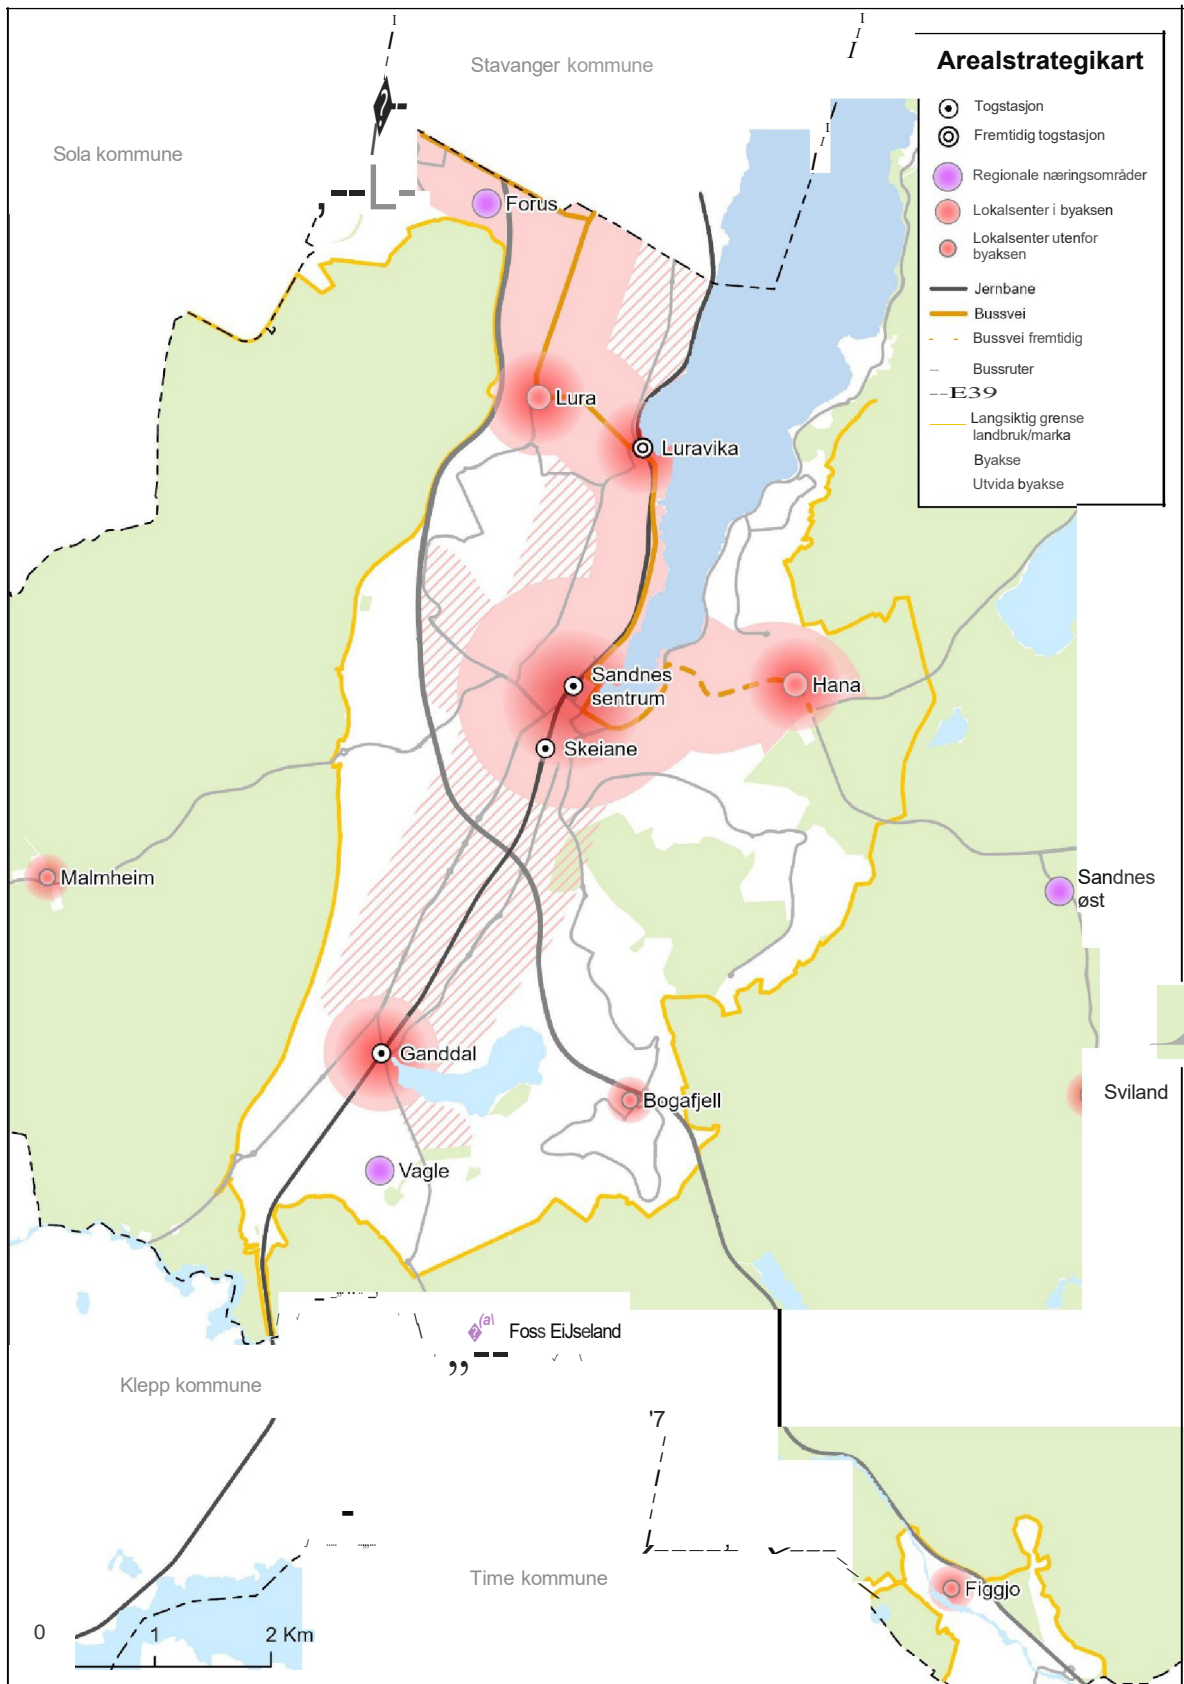 Stavanger kommune
Sola kommune
Arealstrategikart
Togstasjon
Fremtidig togstasjon
Regionale næringsområder
Lokalsenter i byaksen
Lokalsenter utenfor
byaksen
Jernbane
Bussvei
Bussvei fremtidig
Bussruter
--E39
Langsiktig grense
landbruk/marka
Byakse
Utvida byakse
Forus
Lura
Luravika
Sandnes
sentrum
Hana
Skeiane
Malmheim
Sandnes
øst
Ganddal
Bogafjell
Sviland
Vagle
Foss EiJseland
Klepp kommune
'7
Time kommune
Figgjo
0 1 2 Km